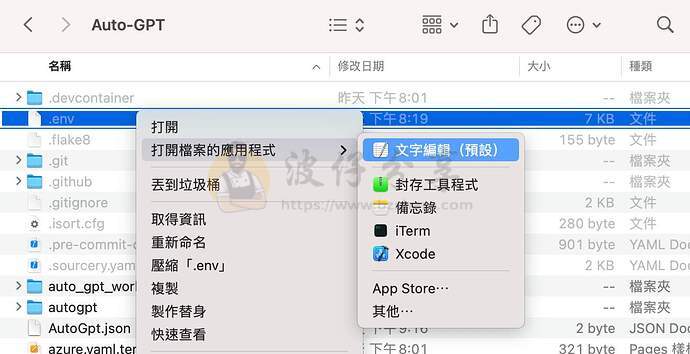 Auto-GPT
名稱 修改日期 大小 種類
.devcontainer 昨天 下午8:01 -- 檔案夾
.env 下午8:19 7 KB 文件
.flake8 155 byte 文件
.git -- 檔案夾
.github -- 檔案夾
.gitignore 2 KB 文件
.isort.cfg 280 byte 文件
.pre-commit-c 901 byte YAML Doc
.sourcery.yam 2 KB YAML Doc
auto_gpt_work -- 檔案夾
autogpt -- 檔案夾
AutoGpt.json 下午9:16 2 byte JSON Doc
azure.yaml.tem 下午8:01 321 byte Pages 樣
打開
打開檔案的應用程式
丟到垃圾桶
取得資訊
重新命名
壓縮「.env」
複製
製作替身
快速查看
文字編輯（預設）
封存工具程式
備忘錄
iTerm
Xcode
App Store⋯
其他⋯
波仔分享